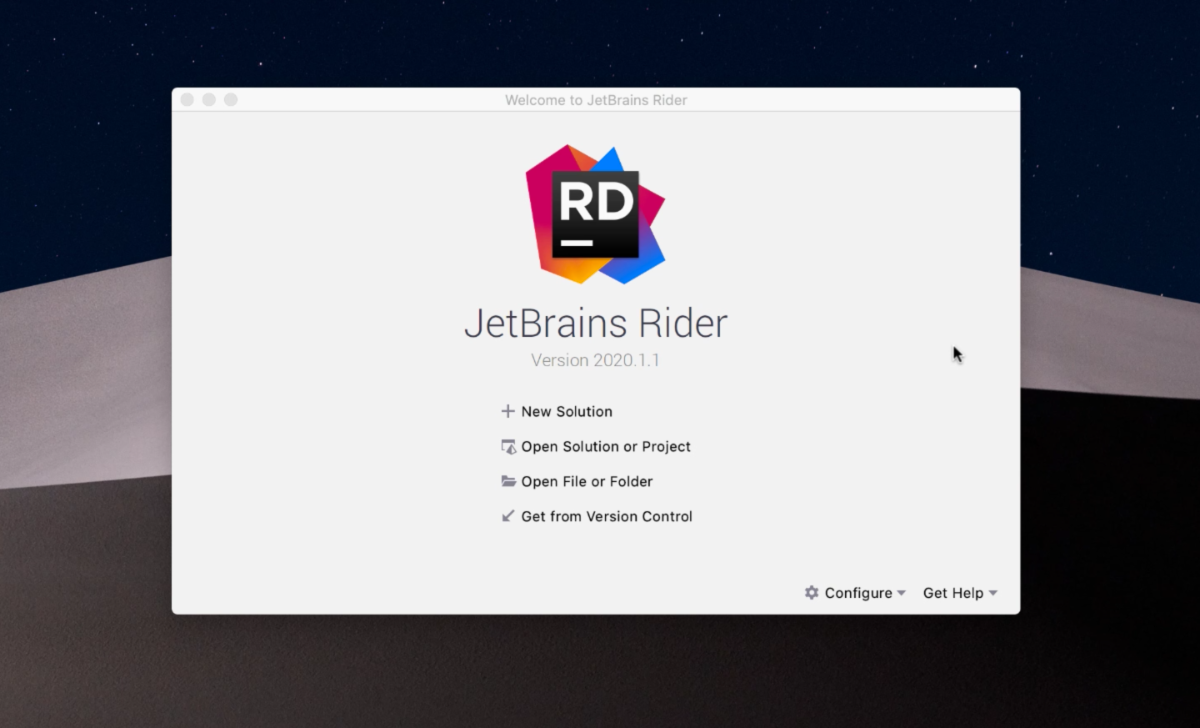 Welcome to JetBrains Rider
RD
JetBrains Rider
Version 2020.1.1
New Solution
Open Solution or Project
Open File or Folder
Get from Version Control
Configure Get Help